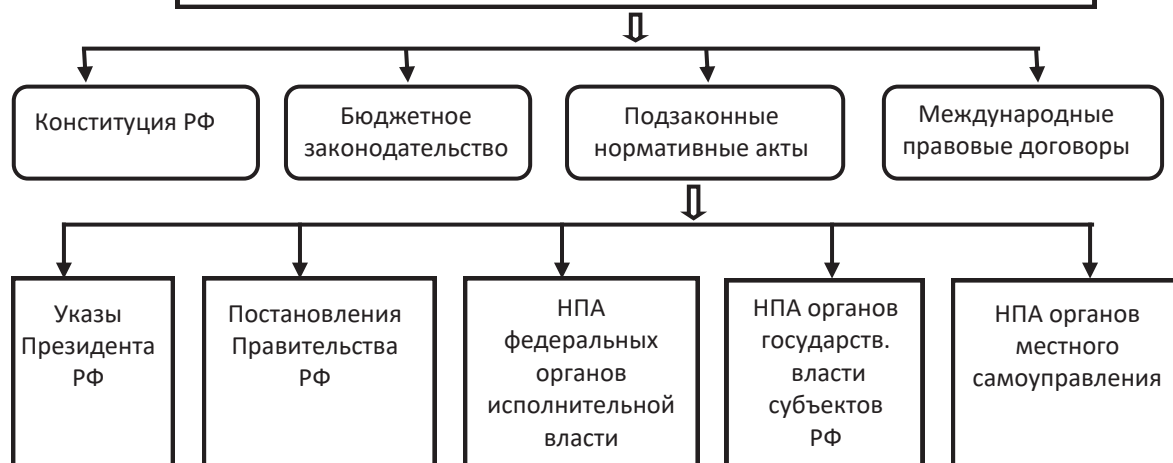 Конституция РФ
Бюджетное
законодательство
Подзаконные
нормативные акты
Международные
правовые договоры
Указы
Президента
РФ
Постановления
Правительства
РФ
НПА
федеральных
органов
исполнительной
власти
НПА органов
государств.
власти
субъектов
РФ
НПА органов
местного
самоуправления